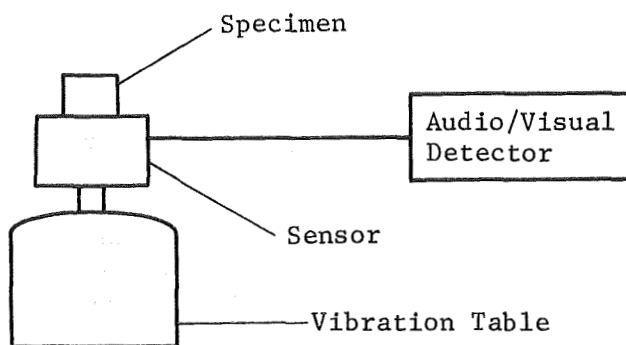 Specimen
Audio/Visual
Detector
Sensor
Vibration Table